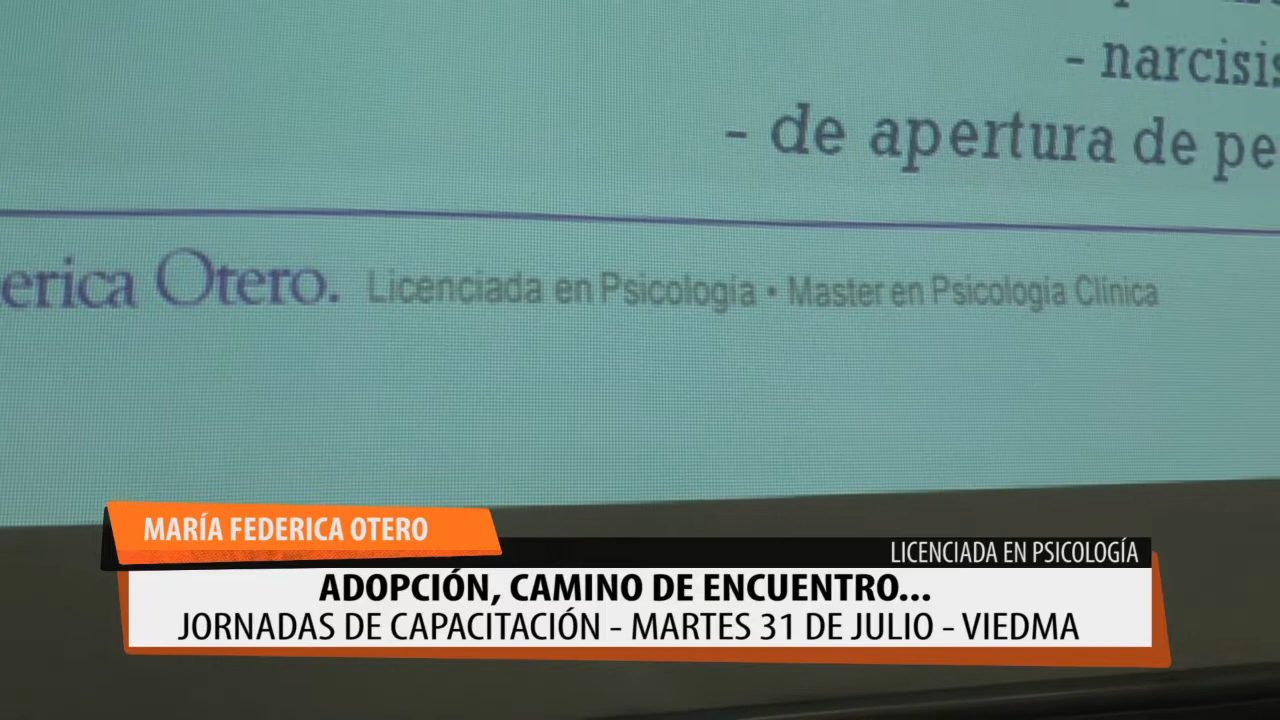 - narcisis
- de apertura de pe
erica Otero. Licenciada en Psicología • Master en Psicología Clínica
MARÍA FEDERICA OTERO
LICENCIADA EN PSICOLOGÍA
ADOPCIÓN, CAMINO DE ENCUENTRO...
JORNADAS DE CAPACITACIÓN - MARTES 31 DE JULIO - VIEDMA